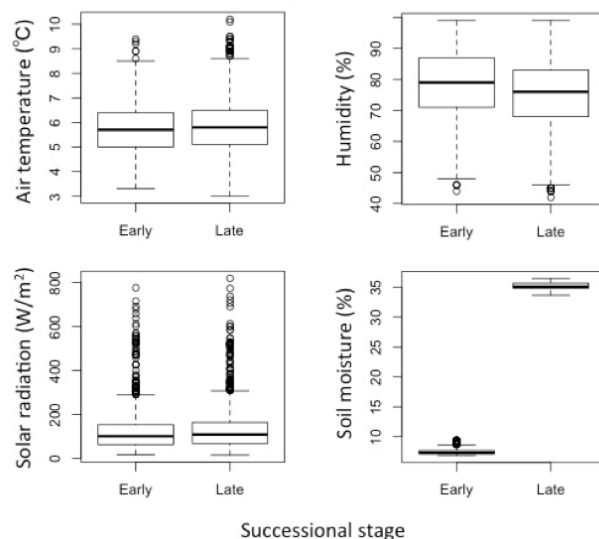 Air temperature (°C)
3 4 5 6 7 8 9 10
Early Late
Humidity (%)
40 50 60 70 80 90
Early Late
Solar radiation (W/m²)
0 200 400 600 800
Early Late
Soil moisture (%)
10 15 20 25 30 35
Early Late
Successional stage